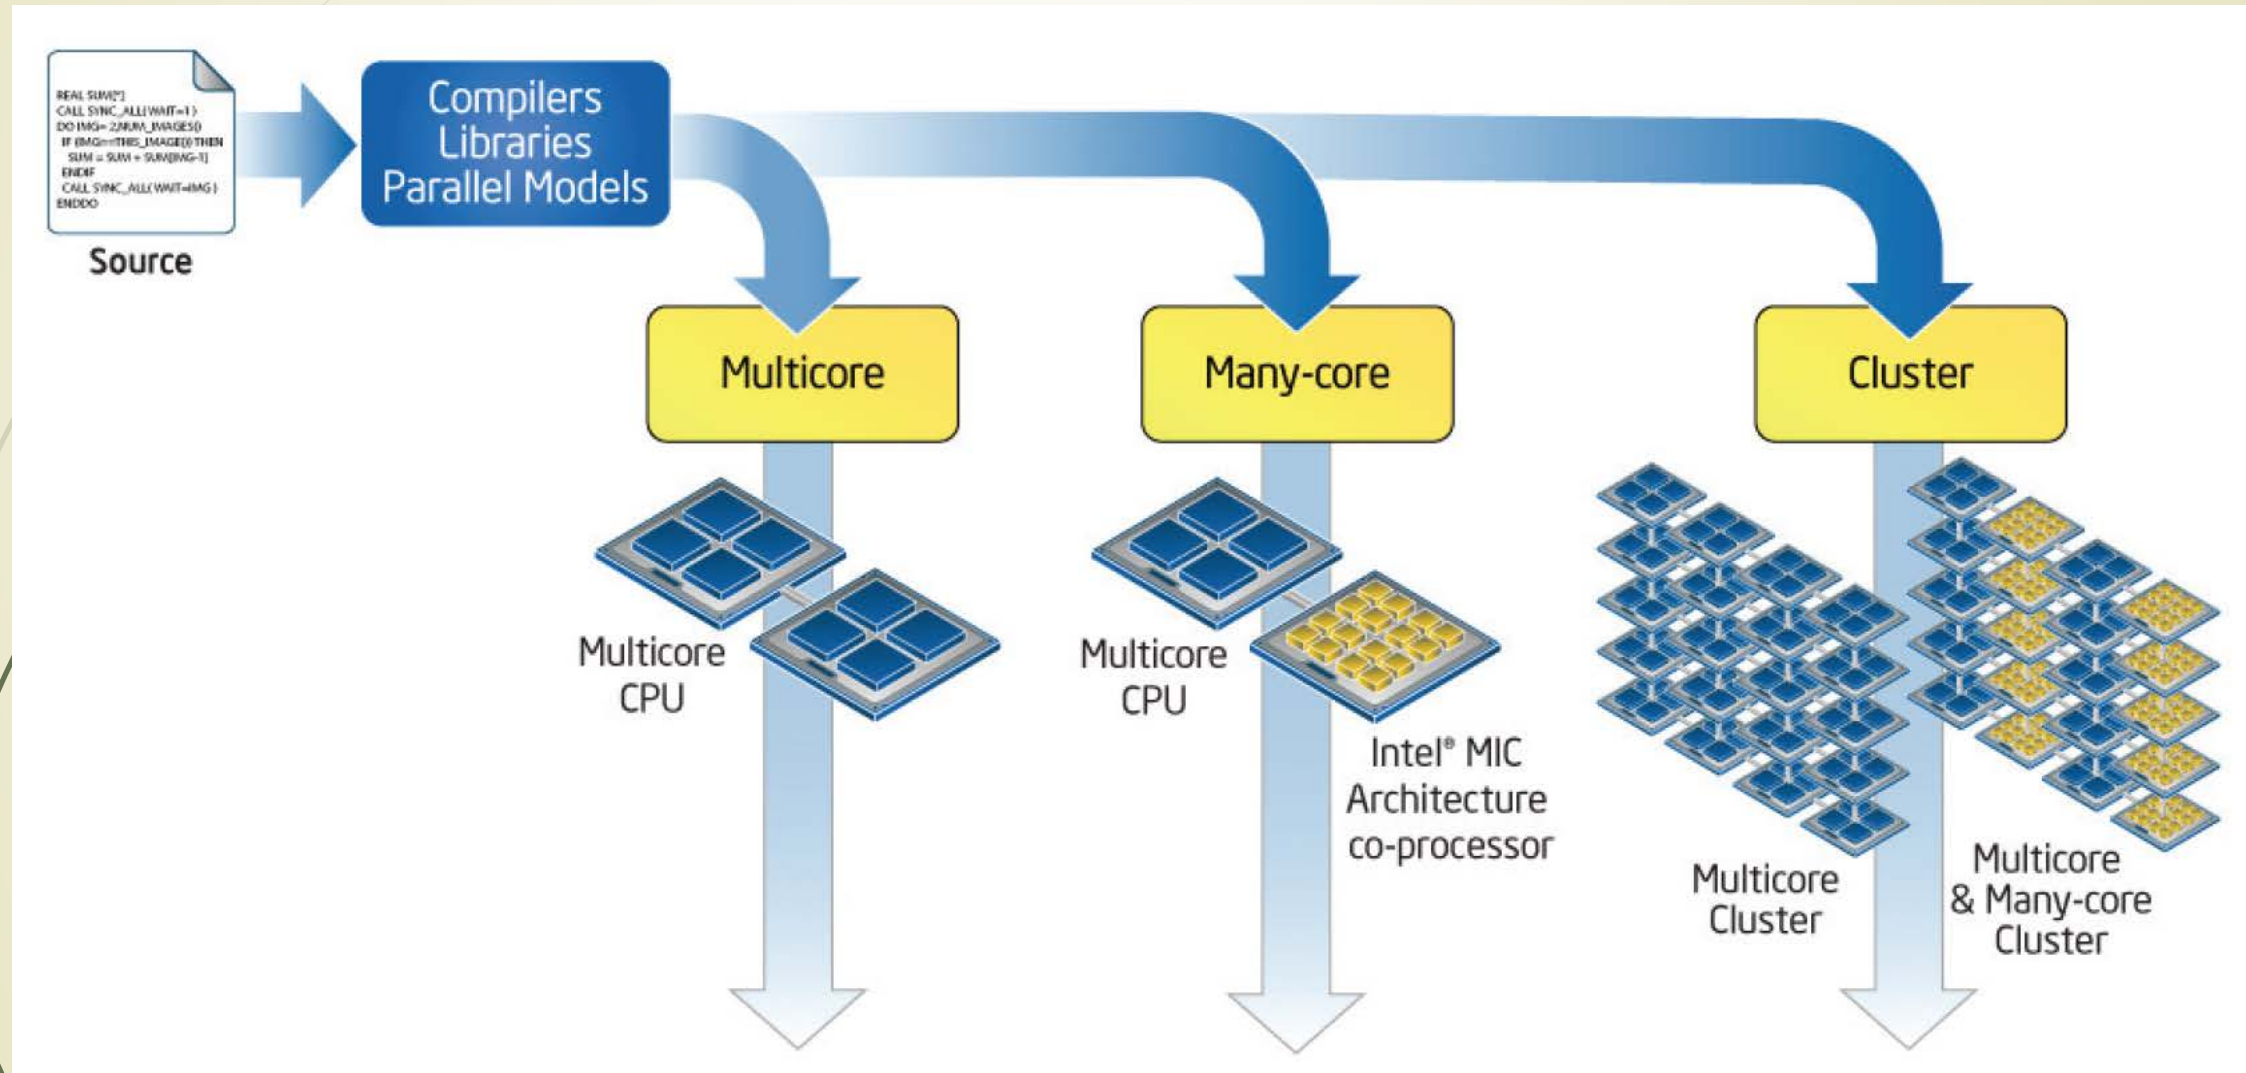 REAL SUM[*]
CALL SYNC_ALL( WAIT=1 )
DO IMG= 2,NUM_IMAGES()
IF (IMG==THIS_IMAGE()) THEN
SUM = SUM + SUM[IMG-1]
ENDIF
CALL SYNC_ALL( WAIT=IMG )
ENDDO
Source
Compilers
Libraries
Parallel Models
Multicore
Many-core
Cluster
Multicore
CPU
Multicore
CPU
Intel® MIC
Architecture
co-processor
Multicore
Cluster
Multicore
& Many-core
Cluster